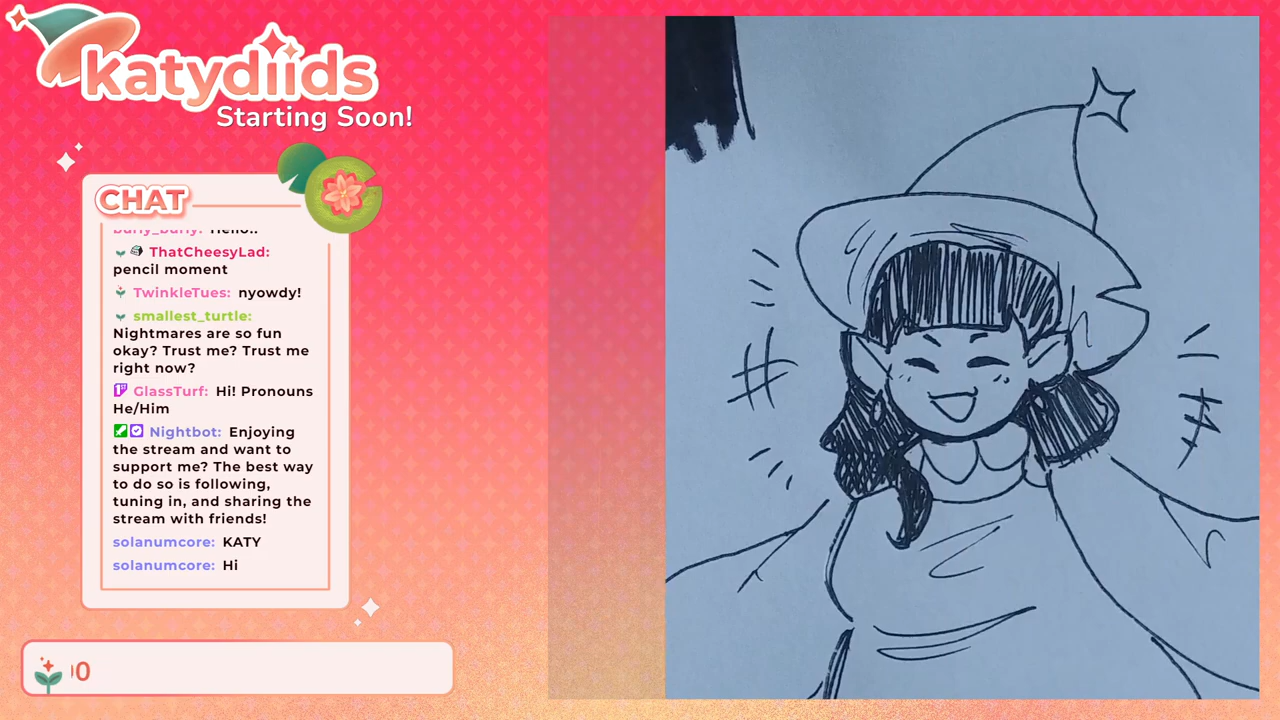 Katydiids
Starting Soon!
CHAT
burly_burly: Hello..
ThatCheesyLad:
pencil moment
TwinkleTues: nyowdy!
smallest_turtle:
Nightmares are so fun
okay? Trust me? Trust me
right now?
GlassTurf: Hi! Pronouns
He/Him
Nightbot: Enjoying
the stream and want to
support me? The best way
to do so is following,
tuning in, and sharing the
stream with friends!
solanumcore: KATY
solanumcore: Hi